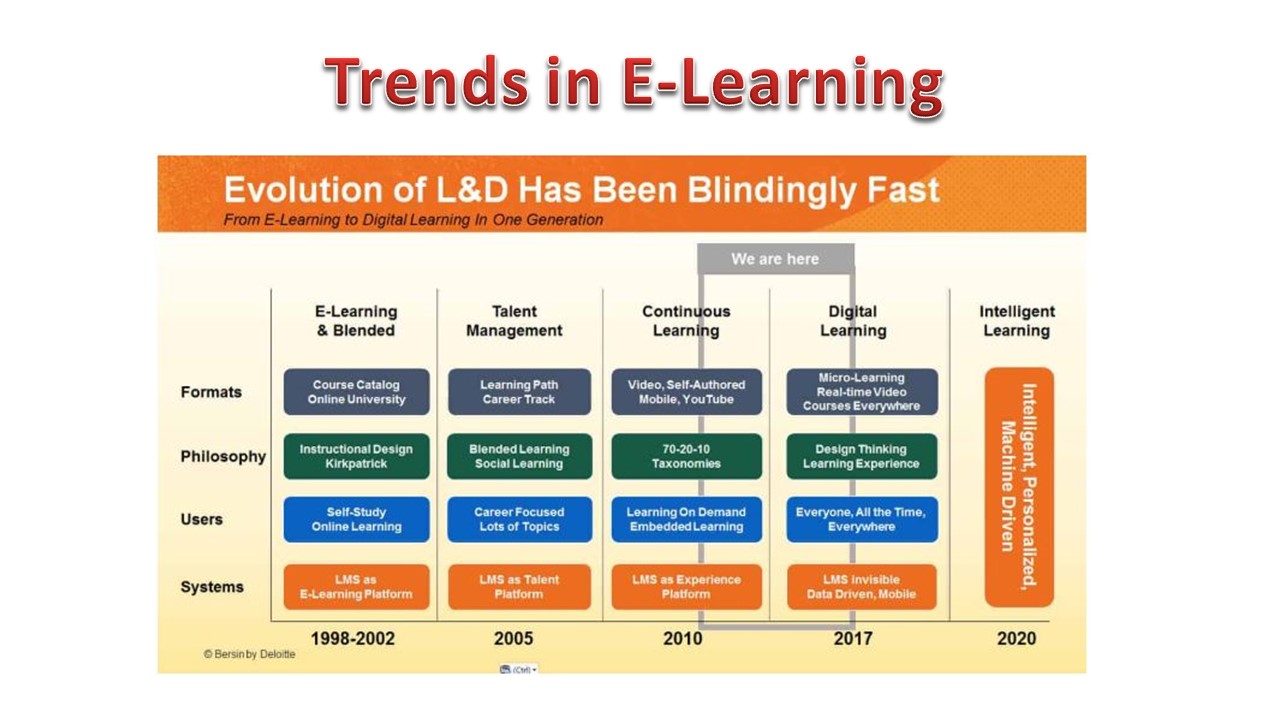 Trends in E-Learning
Evolution of L&D Has Been Blindingly Fast
From E-Learning to Digital Learning In One Generation
We are here
E-Learning
& Blended
Talent
Management
Continuous
Learning
Digital
Learning
Intelligent
Learning
Formats
Course Catalog
Online University
Learning Path
Career Track
Video, Self-Authored
Mobile, YouTube
Micro-Learning
Real-time Video
Courses Everywhere
Philosophy
Instructional Design
Kirkpatrick
Blended Learning
Social Learning
70-20-10
Taxonomies
Design Thinking
Learning Experience
Users
Self-Study
Online Learning
Career Focused
Lots of Topics
Learning On Demand
Embedded Learning
Everyone, All the Time,
Everywhere
Systems
LMS as
E-Learning Platform
LMS as Talent
Platform
LMS as Experience
Platform
LMS invisible
Data Driven, Mobile
Intelligent, Personalized,
Machine Driven
1998-2002
2005
2010
2017
2020
© Bersin by Deloitte
(Ctrl)